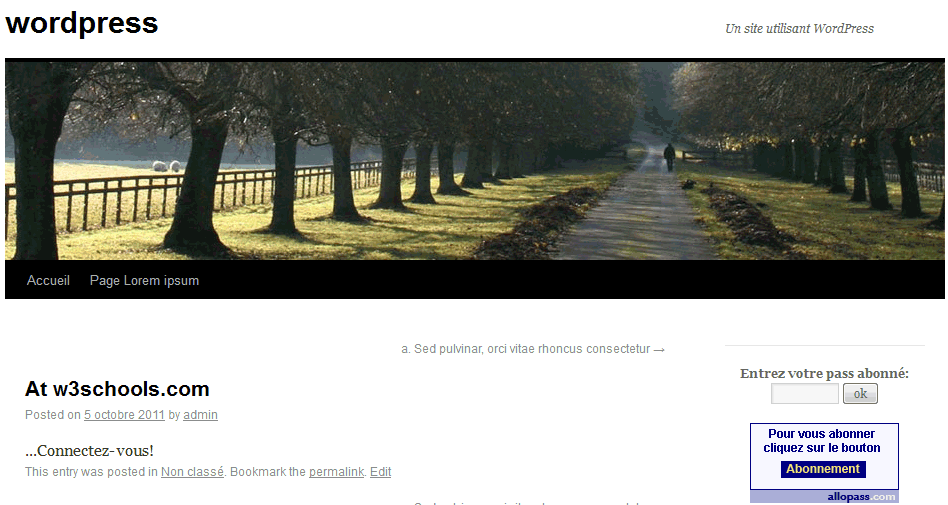 wordpress
Un site utilisant WordPress
Accueil Page Lorem ipsum
a. Sed pulvinar, orci vitae rhoncus consectetur →
At w3schools.com
Posted on 5 octobre 2011 by admin
...Connectez-vous!
This entry was posted in Non classé. Bookmark the permalink. Edit
Entrez votre pass abonné:
ok
Pour vous abonner
cliquez sur le bouton
Abonnement
allopass.com